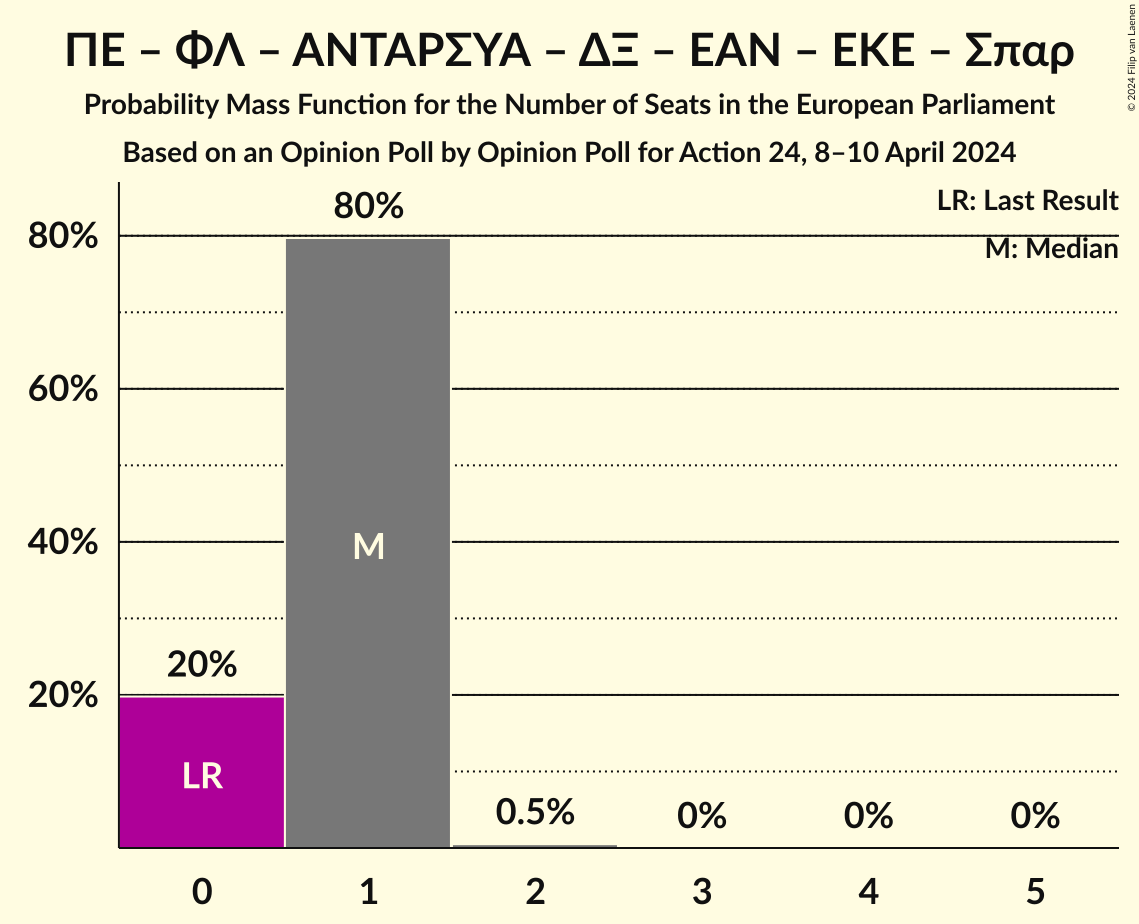 ΠΕ – ΦΛ – ΑΝΤΑΡΣΥΑ – ΔΞ – ΕΑΝ – ΕΚΕ – Σπαρ
Probability Mass Function for the Number of Seats in the European Parliament
Based on an Opinion Poll by Opinion Poll for Action 24, 8–10 April 2024
© 2024 Filip van Laenen
LR: Last Result
M: Median
80%
80%
60%
40%
M
20%
20%
LR
0.5%
0%
0%
0%
0
1
2
3
4
5